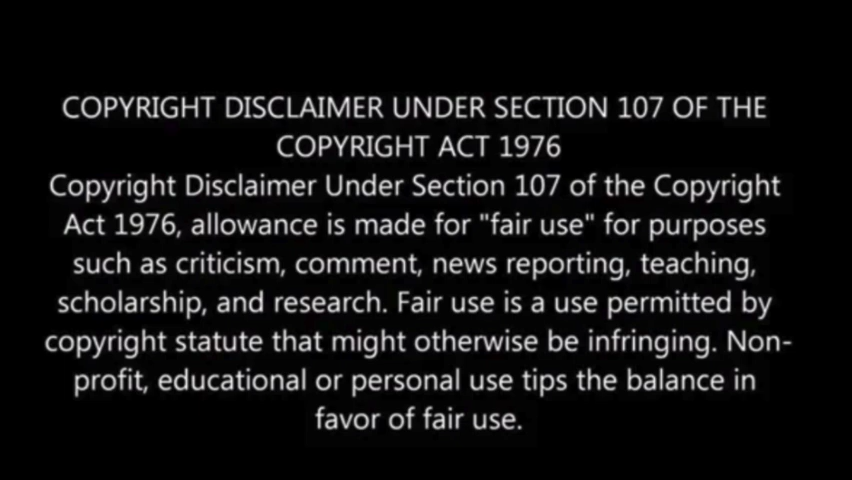 COPYRIGHT DISCLAIMER UNDER SECTION 107 OF THE
COPYRIGHT ACT 1976
Copyright Disclaimer Under Section 107 of the Copyright
Act 1976, allowance is made for "fair use" for purposes
such as criticism, comment, news reporting, teaching,
scholarship, and research. Fair use is a use permitted by
copyright statute that might otherwise be infringing. Non-
profit, educational or personal use tips the balance in
favor of fair use.